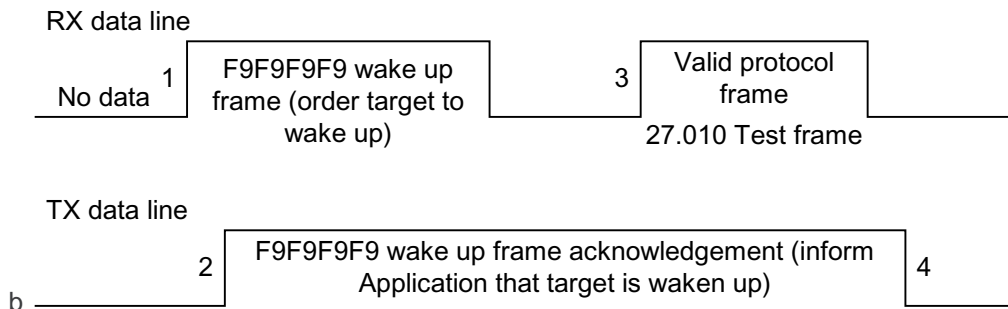 RX data line
No data
1
F9F9F9F9 wake up
frame (order target to
wake up)
3
Valid protocol
frame
27.010 Test frame
TX data line
2
F9F9F9F9 wake up frame acknowledgement (inform
Application that target is waken up)
4
b